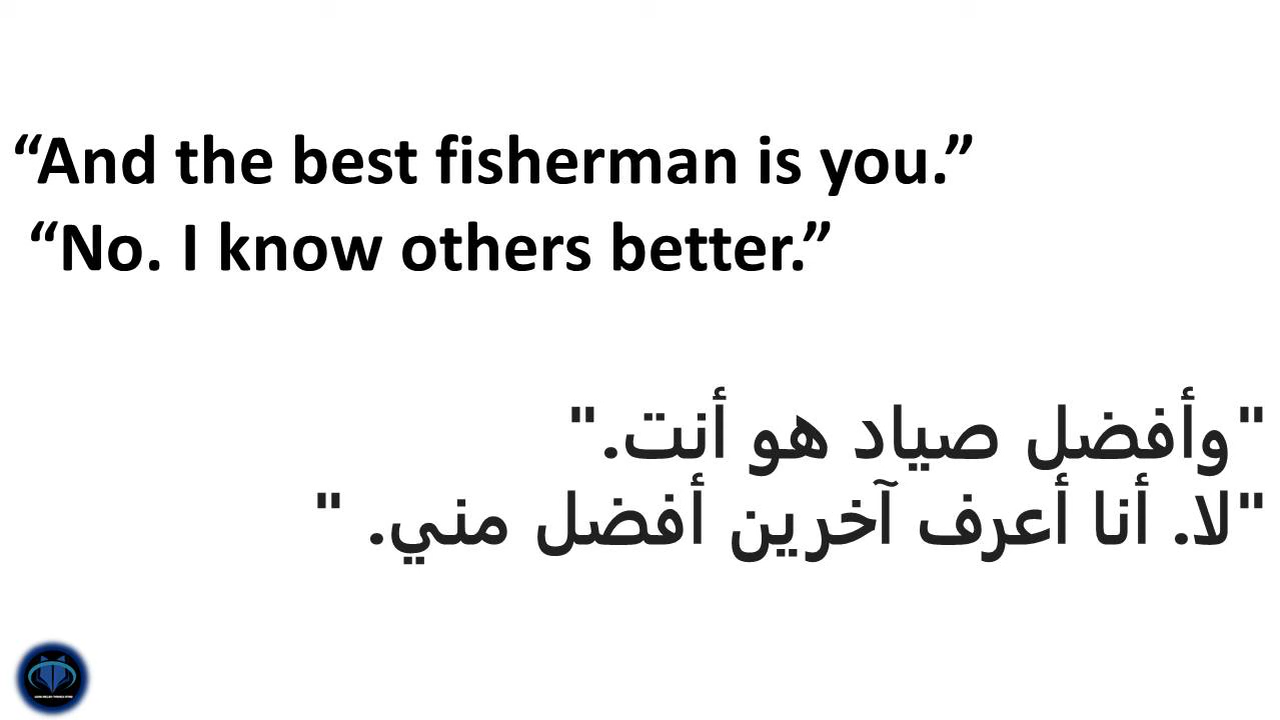 “And the best fisherman is you.”
“No. I know others better.”
"وأفضل صياد هو أنت."
"لا. أنا أعرف آخرين أفضل مني. "